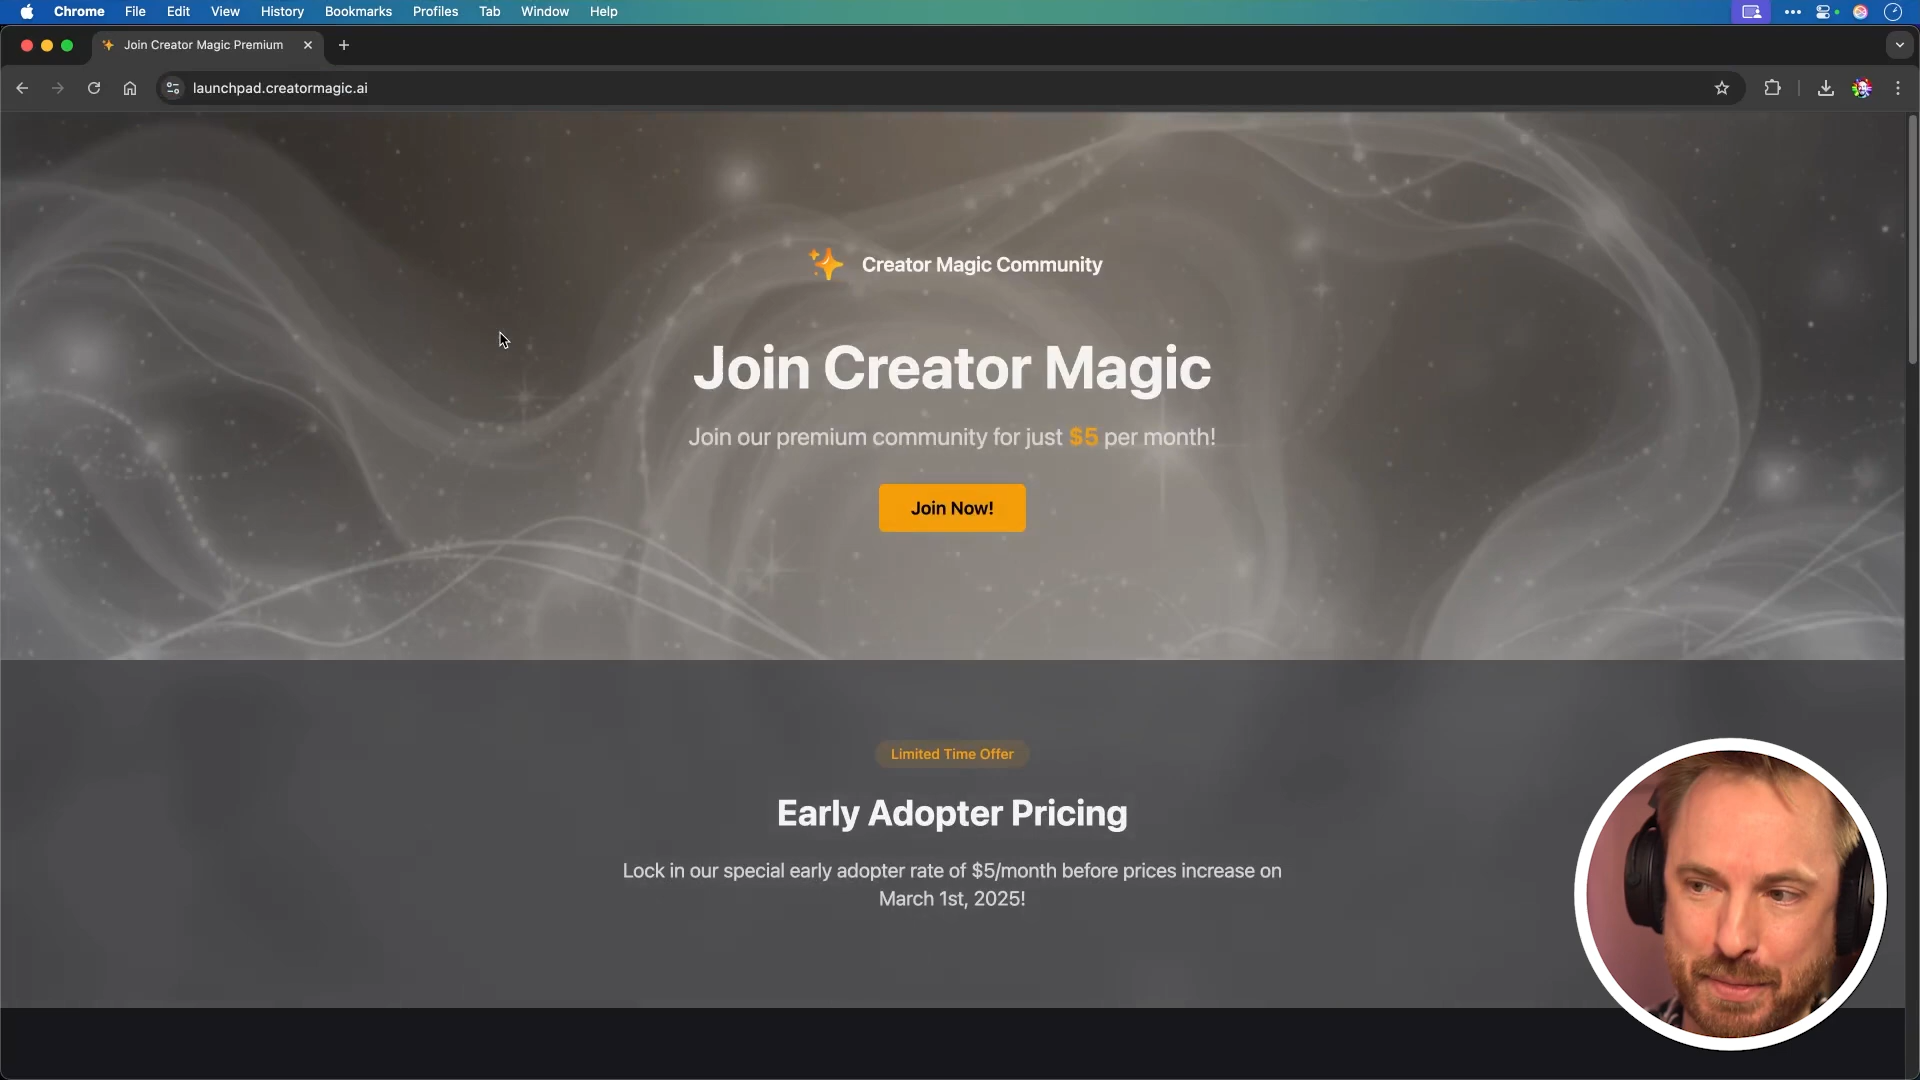 Chrome File Edit View History Bookmarks Profiles Tab Window Help
Join Creator Magic Premium
launchpad.creatormagic.ai
Creator Magic Community
Join Creator Magic
Join our premium community for just $5 per month!
Join Now!
Limited Time Offer
Early Adopter Pricing
Lock in our special early adopter rate of $5/month before prices increase on
March 1st, 2025!